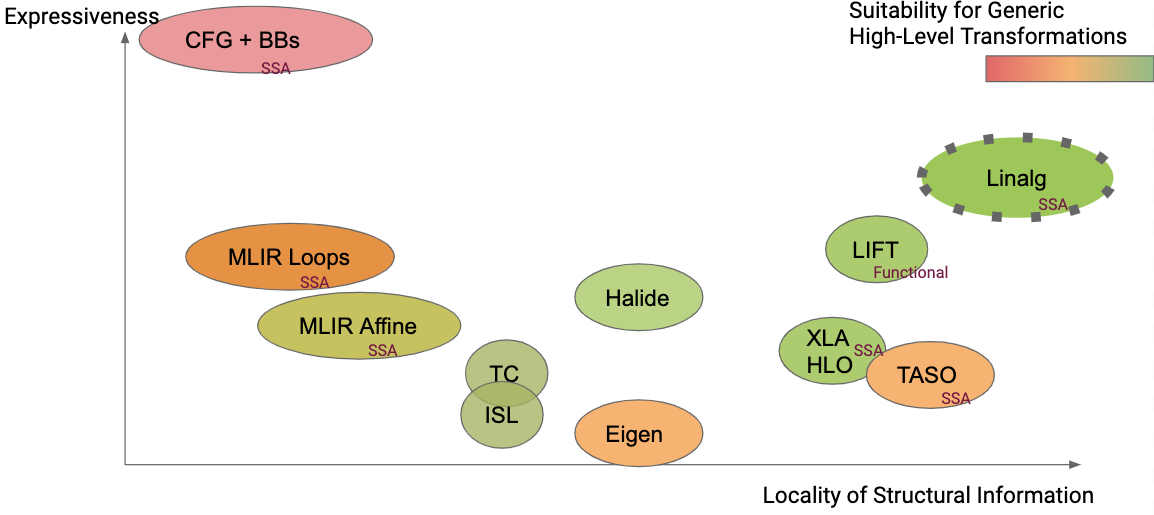 Expressiveness
Suitability for Generic
High-Level Transformations
CFG + BBs
SSA
Linalg
SSA
MLIR Loops
SSA
LIFT
Functional
Halide
MLIR Affine
SSA
XLA
HLO
SSA
TC
TASO
SSA
ISL
Eigen
Locality of Structural Information